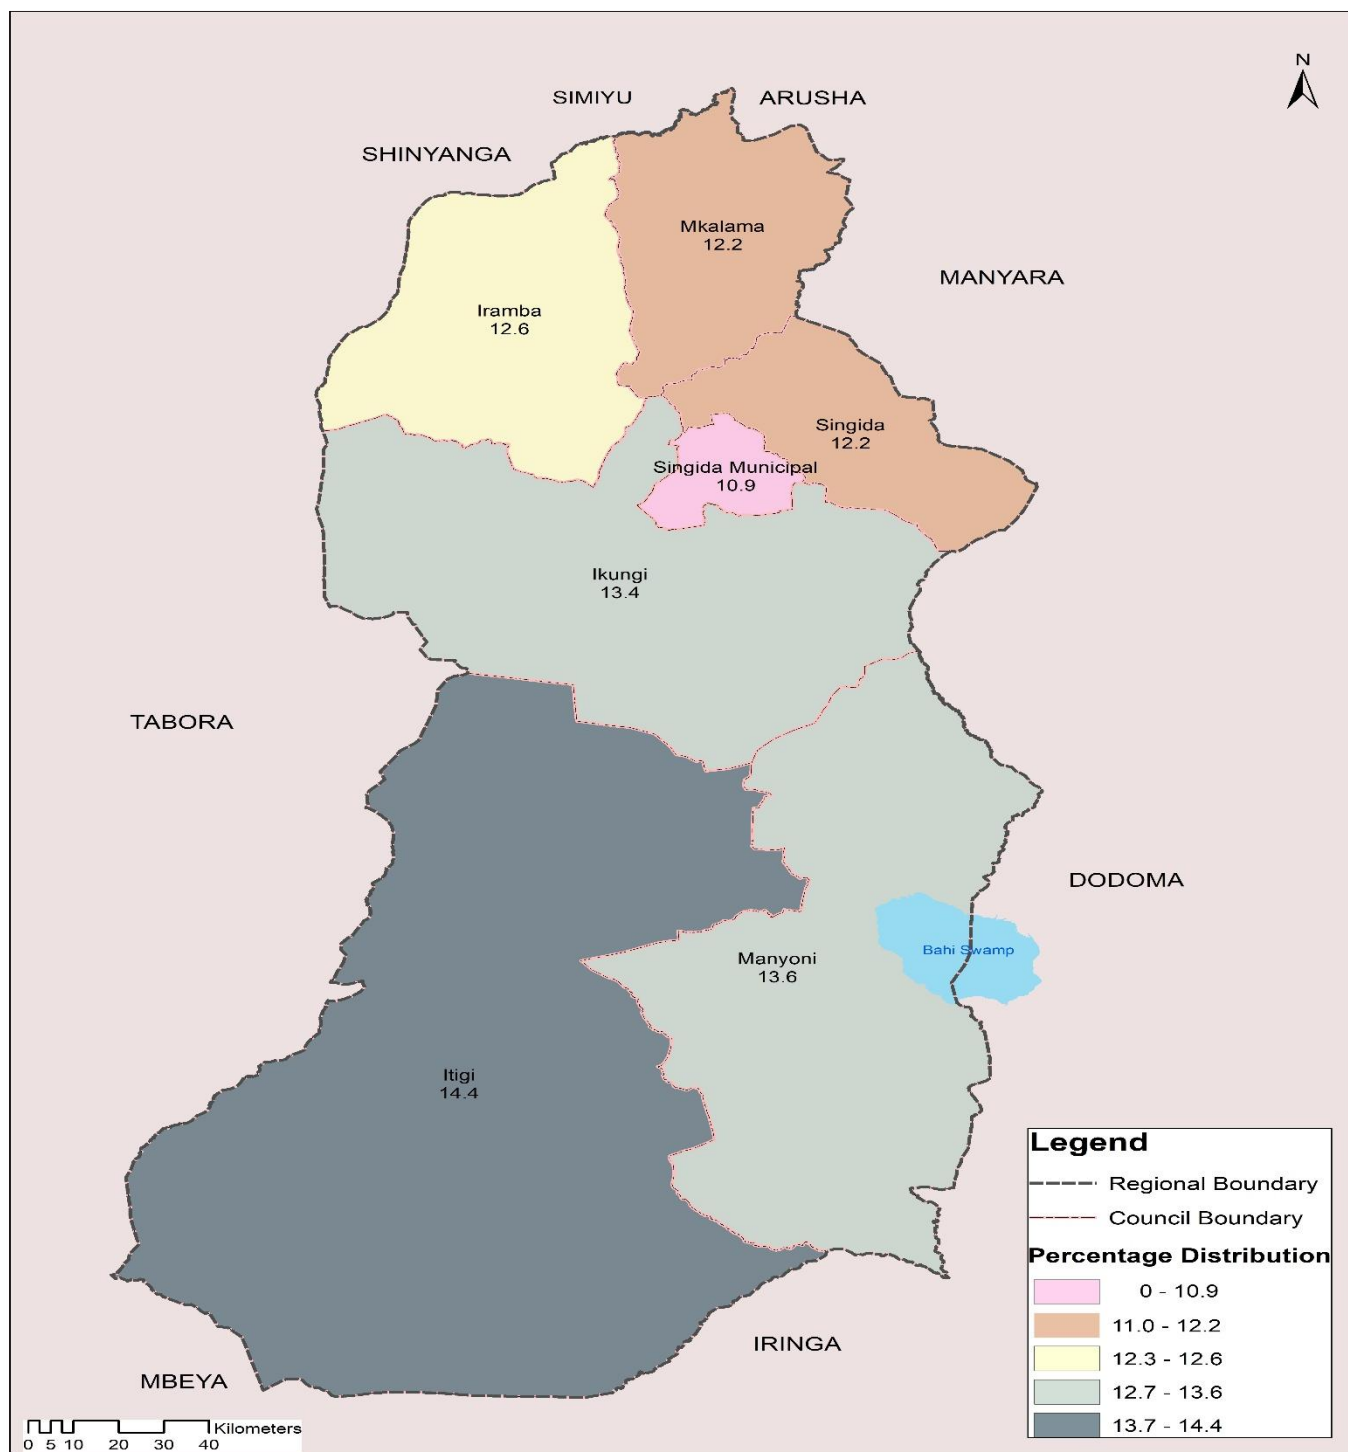 N
SIMIYU
ARUSHA
SHINYANGA
Mkalama
12.2
MANYARA
Iramba
12.6
Singida
12.2
Singida Municipal
10.9
Ikungi
13.4
TABORA
DODOMA
Bahi Swamp
Manyoni
13.6
Itigi
14.4
IRINGA
MBEYA
Legend
Regional Boundary
Council Boundary
Percentage Distribution
0 - 10.9
11.0 - 12.2
12.3 - 12.6
12.7 - 13.6
13.7 - 14.4
Kilometers
0 5 10 20 30 40